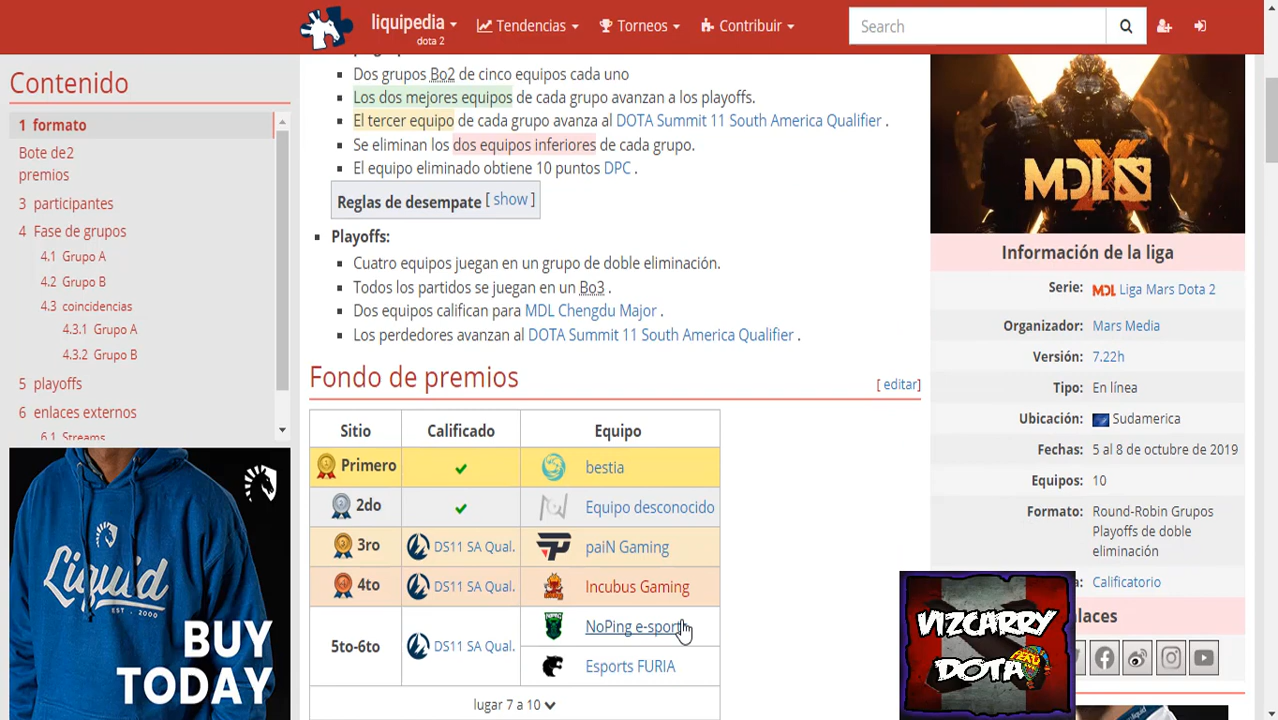 liquipedia
dota 2
Tendencias
Torneos
Contribuir
Search
Contenido
1 formato
Bote de2
premios
3 participantes
4 Fase de grupos
4.1 Grupo A
4.2 Grupo B
4.3 coincidencias
4.3.1 Grupo A
4.3.2 Grupo B
5 playoffs
6 enlaces externos
6.1 Streams
Liquid
EST. 2000
BUY
TODAY
Dos grupos Bo2 de cinco equipos cada uno
Los dos mejores equipos de cada grupo avanzan a los playoffs.
El tercer equipo de cada grupo avanza al DOTA Summit 11 South America Qualifier .
Se eliminan los dos equipos inferiores de cada grupo.
El equipo eliminado obtiene 10 puntos DPC .
Reglas de desempate [ show ]
Playoffs:
Cuatro equipos juegan en un grupo de doble eliminación.
Todos los partidos se juegan en un Bo3 .
Dos equipos califican para MDL Chengdu Major .
Los perdedores avanzan al DOTA Summit 11 South America Qualifier .
Fondo de premios
[ editar]
Sitio Calificado Equipo
Primero bestia
2do Equipo desconocido
3ro DS11 SA Qual. paiN Gaming
4to DS11 SA Qual. Incubus Gaming
5to-6to DS11 SA Qual. NoPing e-sport
Esports FURIA
lugar 7 a 10
MDL
Información de la liga
Serie: MDL Liga Mars Dota 2
Organizador: Mars Media
Versión: 7.22h
Tipo: En línea
Ubicación: Sudamerica
Fechas: 5 al 8 de octubre de 2019
Equipos: 10
Formato: Round-Robin Grupos
Playoffs de doble
eliminación
Calificatorio
VIZCARRY
DOTA
PERU